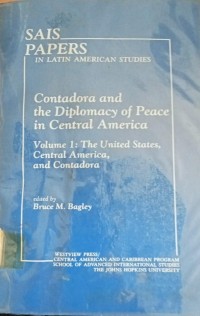 SAIS
PAPERS
IN LATIN AMERICAN STUDIES
Contadora and
the Diplomacy of Peace
in Central America
Volume 1: The United States,
Central America,
and Contadora
edited by
Bruce M. Bagley
WESTVIEW PRESS/
CENTRAL AMERICAN AND CARIBBEAN PROGRAM
SCHOOL OF ADVANCED INTERNATIONAL STUDIES
THE JOHNS HOPKINS UNIVERSITY